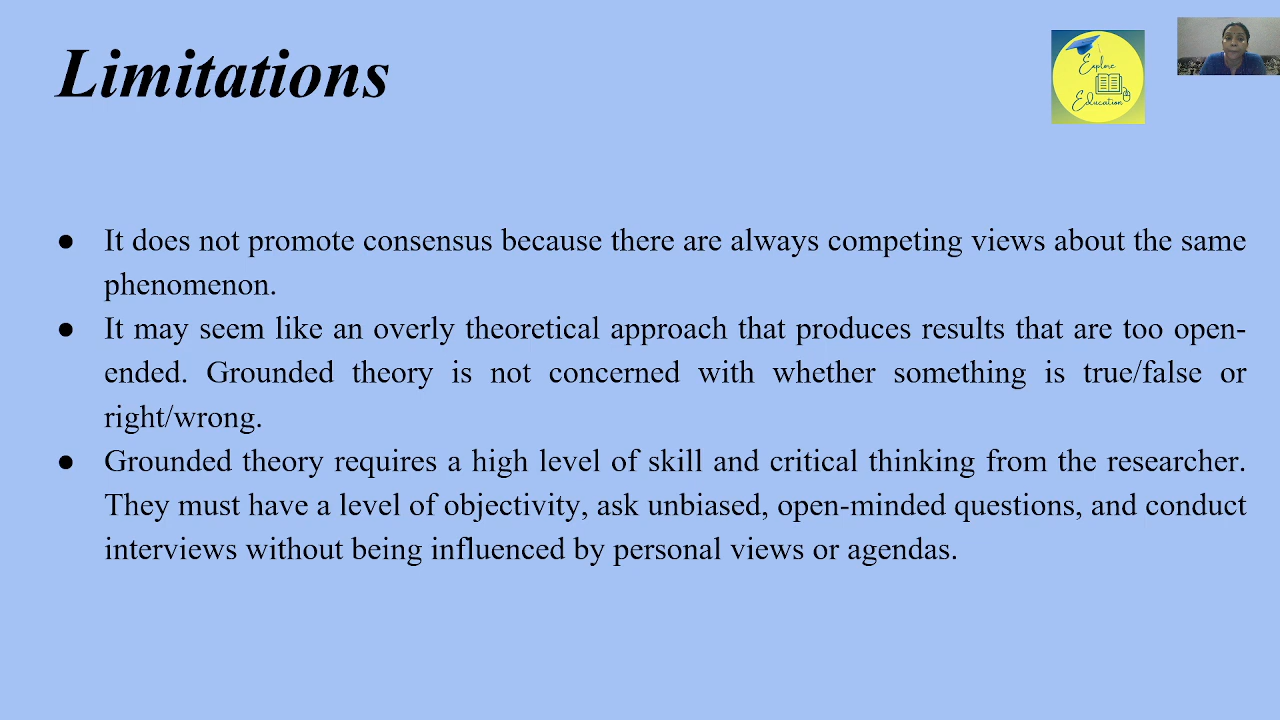 Limitations
Explore
Education
● It does not promote consensus because there are always competing views about the same
phenomenon.
● It may seem like an overly theoretical approach that produces results that are too open-
ended. Grounded theory is not concerned with whether something is true/false or
right/wrong.
● Grounded theory requires a high level of skill and critical thinking from the researcher.
They must have a level of objectivity, ask unbiased, open-minded questions, and conduct
interviews without being influenced by personal views or agendas.